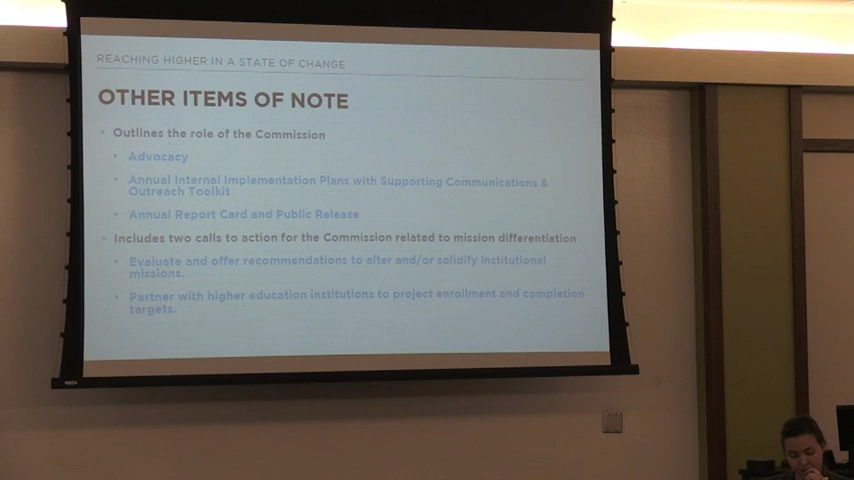 REACHING HIGHER IN A STATE OF CHANGE
OTHER ITEMS OF NOTE
• Outlines the role of the Commission
• Advocacy
• Annual Internal Implementation Plans with Supporting Communications &
Outreach Toolkit
• Annual Report Card and Public Release
• Includes two calls to action for the Commission related to mission differentiation
• Evaluate and offer recommendations to alter and/or solidify institutional
missions.
• Partner with higher education institutions to project enrollment and completion
targets.